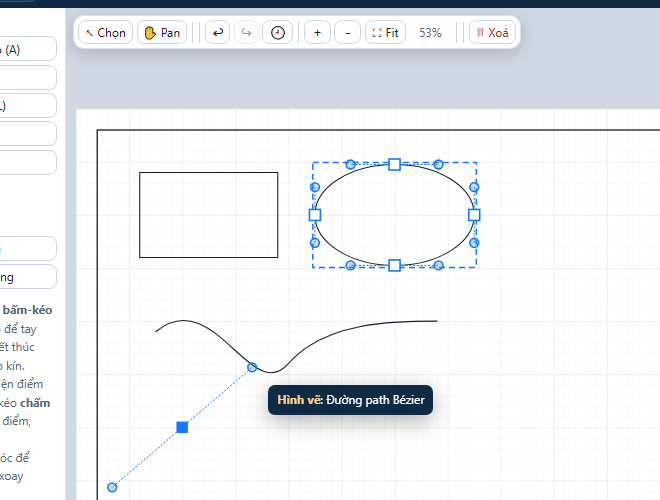 Chọn
Pan
+
-
Fit
53%
Xoá
(A)
L)
ng
bấm-kéo
để tay
ết thúc
kín.
ện điểm
kéo chấm
điểm,
óc để
xoay
Hình vẽ: Đường path Bézier